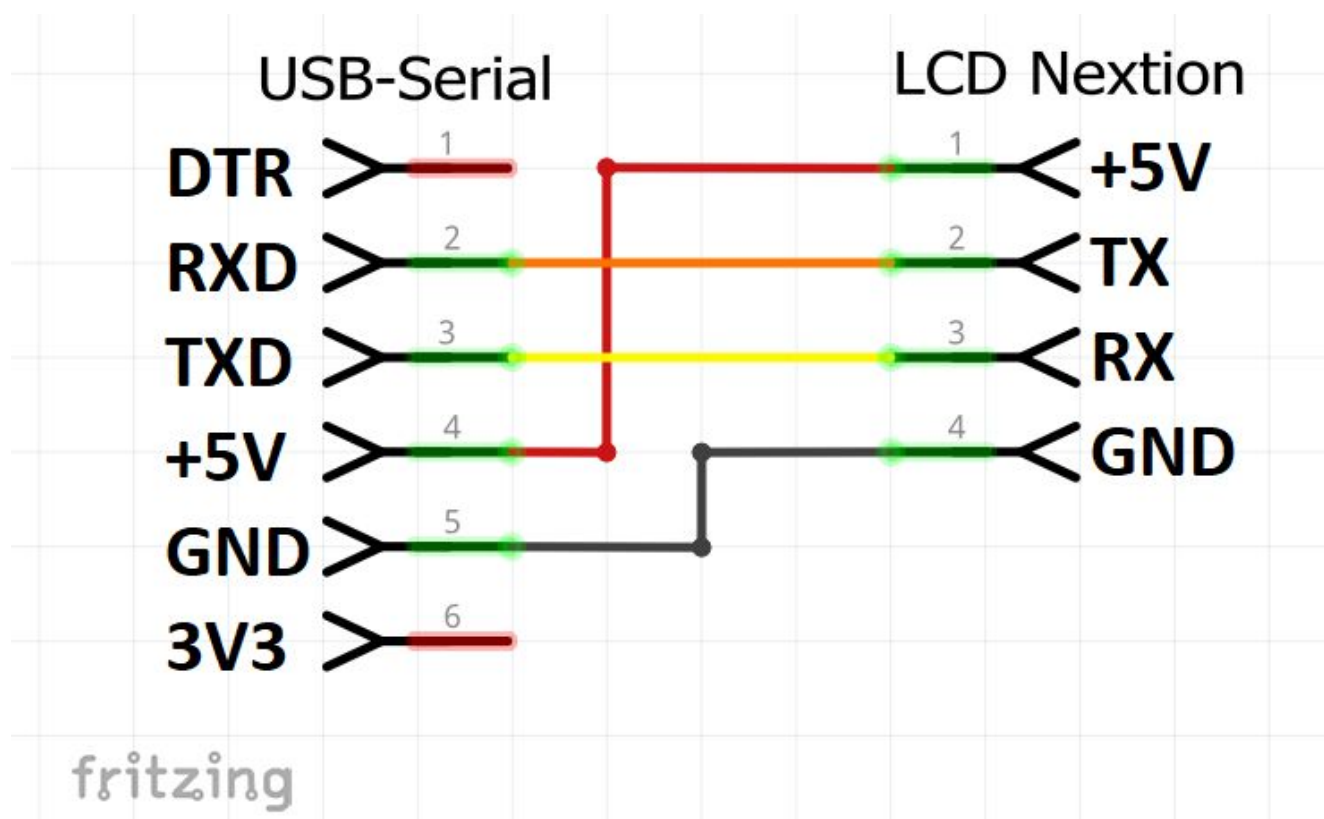 USB-Serial
LCD Nextion
DTR 1
1 +5V
RXD 2
2 TX
TXD 3
3 RX
+5V 4
4 GND
GND 5
3V3 6
fritzing